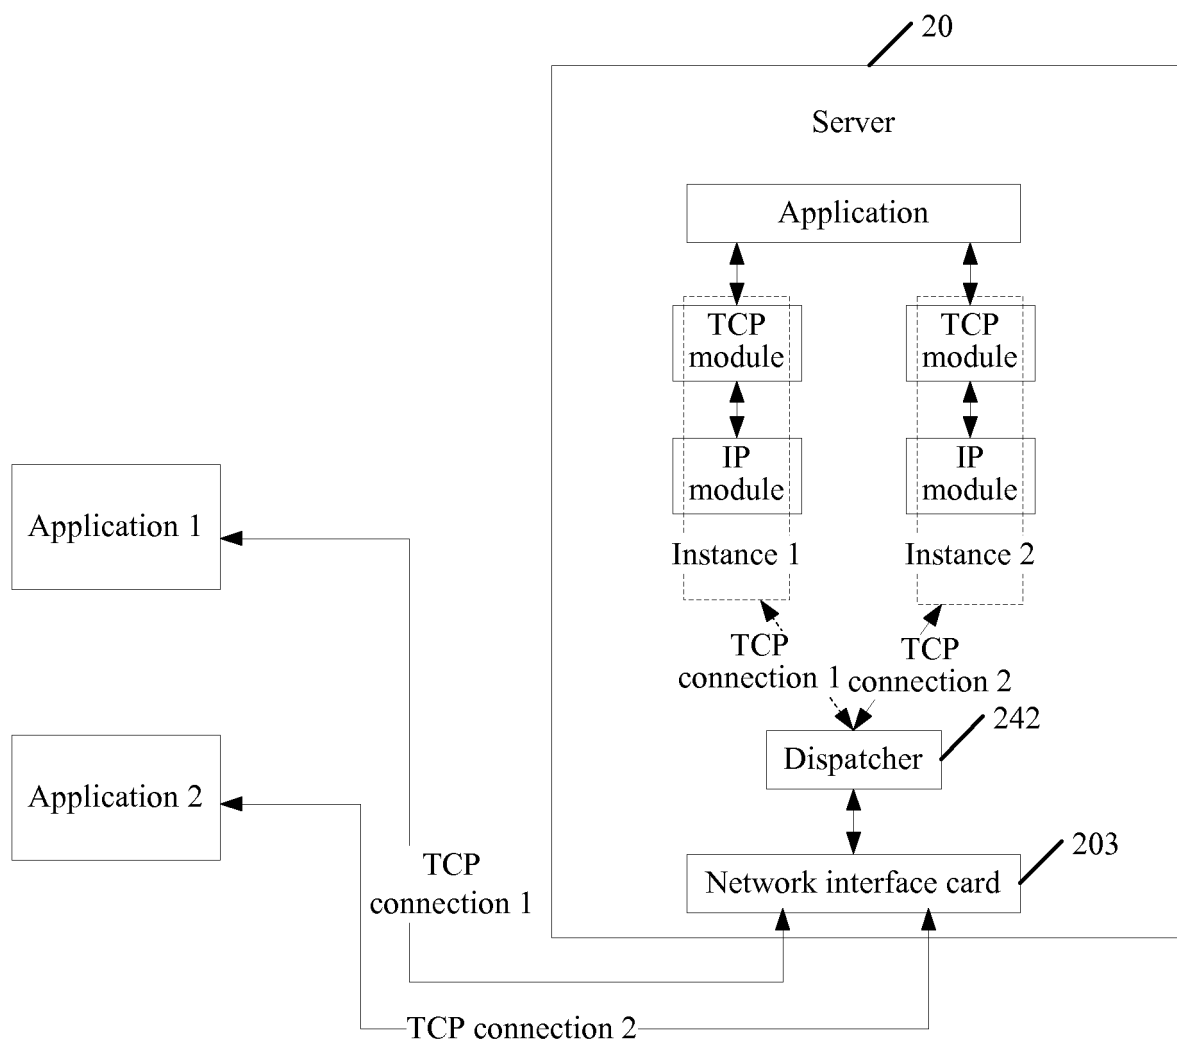 20
Server
Application
TCP
module
TCP
module
IP
module
IP
module
Application 1
Instance 1
Instance 2
TCP
connection 1
TCP
connection 2
242
Dispatcher
Application 2
203
Network interface card
TCP
connection 1
TCP connection 2